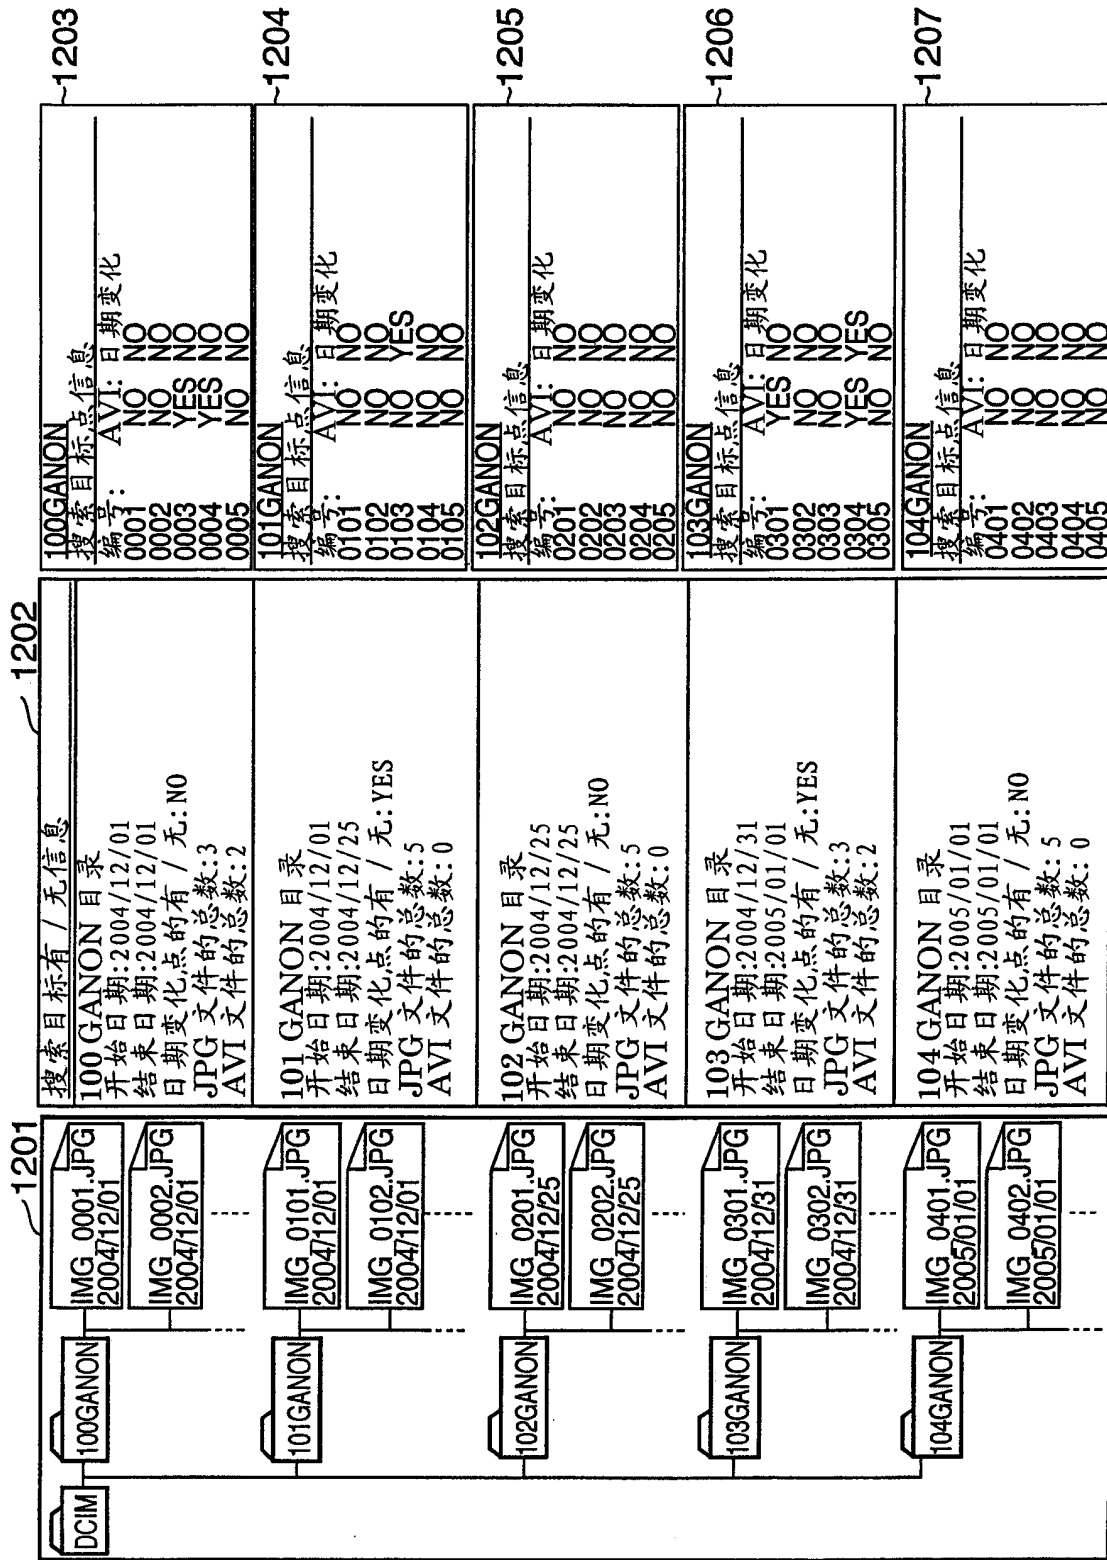 1201
DCIM
100GANON
IMG_0001.JPG
2004/12/01
IMG_0002.JPG
2004/12/01
101GANON
IMG_0101.JPG
2004/12/01
IMG_0102.JPG
2004/12/01
102GANON
IMG_0201.JPG
2004/12/25
IMG_0202.JPG
2004/12/25
103GANON
IMG_0301.JPG
2004/12/31
IMG_0302.JPG
2004/12/31
104GANON
IMG_0401.JPG
2005/01/01
IMG_0402.JPG
2005/01/01
1202
搜索目标有 / 无信息
100 GANON 目录
开始日期:2004/12/01
结束日期:2004/12/01
日期变化点的有 / 无:NO
JPG 文件的总数:3
AVI 文件的总数:2
101 GANON 目录
开始日期:2004/12/01
结束日期:2004/12/25
日期变化点的有 / 无:YES
JPG 文件的总数:5
AVI 文件的总数:0
102 GANON 目录
开始日期:2004/12/25
结束日期:2004/12/25
日期变化点的有 / 无:NO
JPG 文件的总数:5
AVI 文件的总数:0
103 GANON 目录
开始日期:2004/12/31
结束日期:2005/01/01
日期变化点的有 / 无:YES
JPG 文件的总数:3
AVI 文件的总数:2
104 GANON 目录
开始日期:2005/01/01
结束日期:2005/01/01
日期变化点的有 / 无:NO
JPG 文件的总数:5
AVI 文件的总数:0
1203
100GANON
搜索目标点信息
编号: AVI: 日期变化
0001 NO NO
0002 NO NO
0003 YES NO
0004 YES NO
0005 NO NO
1204
101GANON
搜索目标点信息
编号: AVI: 日期变化
0101 NO NO
0102 NO NO
0103 NO YES
0104 NO NO
0105 NO NO
1205
102GANON
搜索目标点信息
编号: AVI: 日期变化
0201 NO NO
0202 NO NO
0203 NO NO
0204 NO NO
0205 NO NO
1206
103GANON
搜索目标点信息
编号: AVI: 日期变化
0301 YES NO
0302 NO NO
0303 NO NO
0304 YES YES
0305 NO NO
1207
104GANON
搜索目标点信息
编号: AVI: 日期变化
0401 NO NO
0402 NO NO
0403 NO NO
0404 NO NO
0405 NO NO